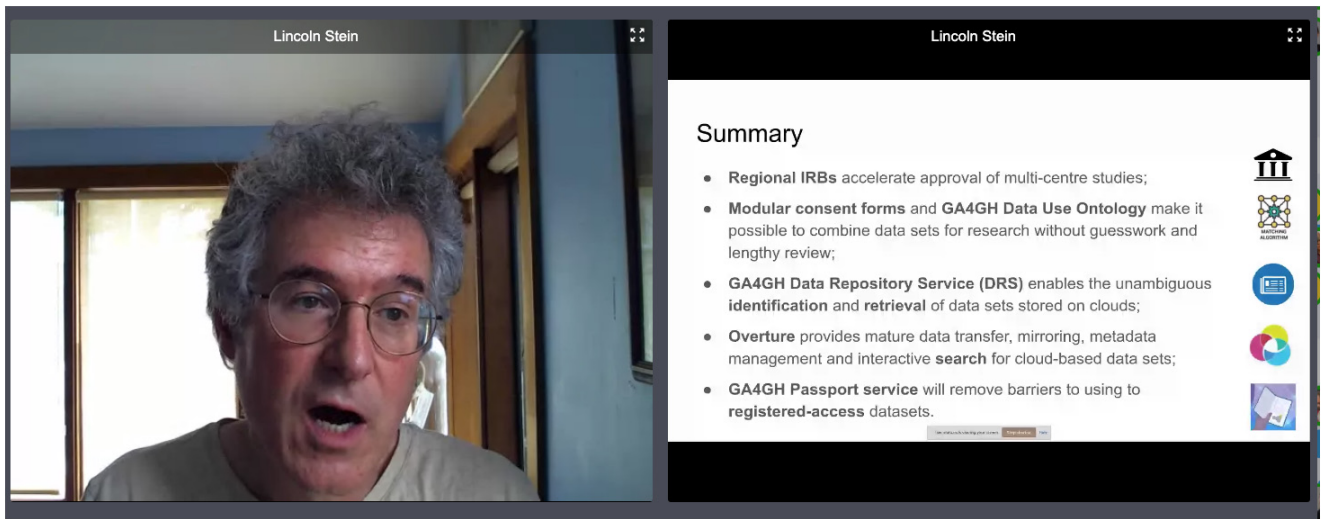 Lincoln Stein
Lincoln Stein
Summary
● Regional IRBs accelerate approval of multi-centre studies;
● Modular consent forms and GA4GH Data Use Ontology make it
possible to combine data sets for research without guesswork and
lengthy review;
● GA4GH Data Repository Service (DRS) enables the unambiguous
identification and retrieval of data sets stored on clouds;
● Overture provides mature data transfer, mirroring, metadata
management and interactive search for cloud-based data sets;
● GA4GH Passport service will remove barriers to using to
registered-access datasets.
MATCHING
ALGORITHM